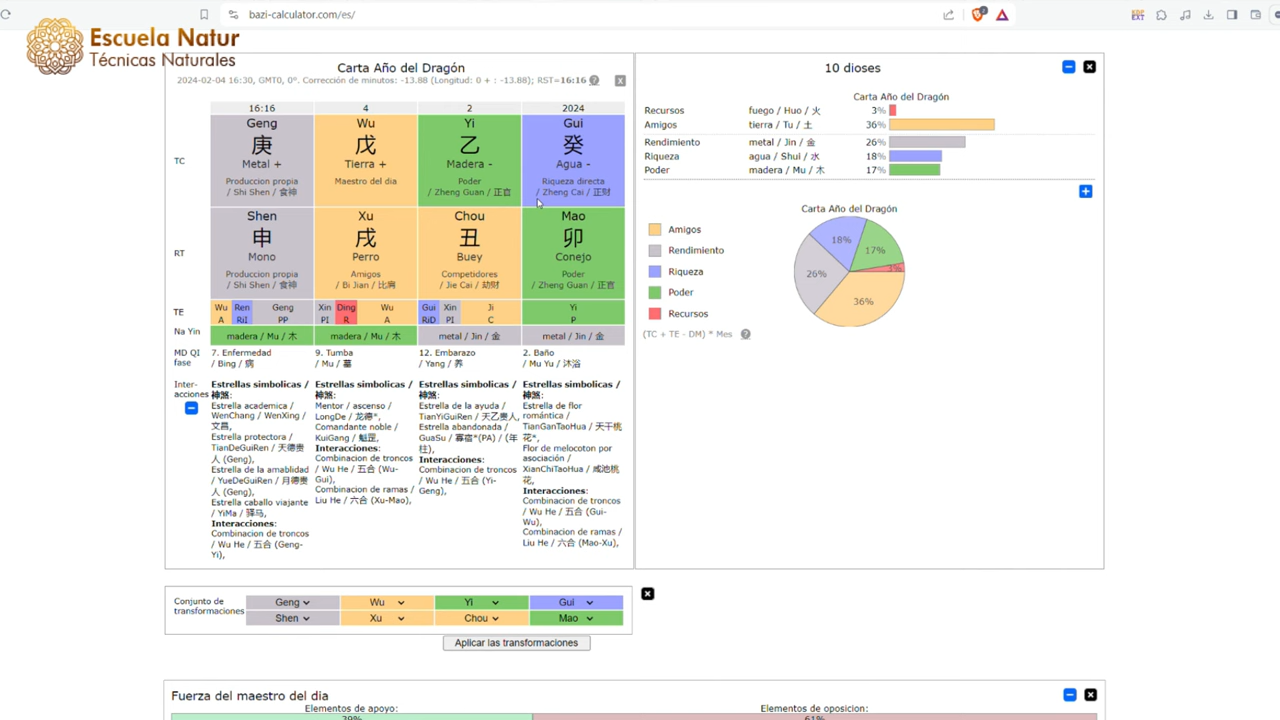 bazi-calculator.com/es/
2
KDP
EXT
Escuela Natur
Técnicas Naturales
Carta Año del Dragón
2024-02-04 16:30, GMT0, 0°. Corrección de minutos: -13.88 (Longitud: 0 + : -13.88); RST=16:16
16:16 4 2 2024
TC
Geng Wu Yi Gui
庚 戊 乙 癸
Metal + Tierra + Madera - Agua -
Produccion propia Maestro del dia Poder Riqueza directa
/ Shi Shen / 食神 / Zheng Guan / 正官 / Zheng Cai / 正财
RT
Shen Xu Chou Mao
申 戌 丑 卯
Mono Perro Buey Conejo
Produccion propia Amigos Competidores Poder
/ Shi Shen / 食神 / Bi Jian / 比肩 / Jie Cai / 劫财 / Zheng Guan / 正官
TE
Wu Ren Geng Xin Ding Wu Gui Xin Ji Yi
A RiI PP PI R A RiD PI C P
Na Yin madera / Mu / 木 madera / Mu / 木 metal / Jin / 金 metal / Jin / 金
MD QI
fase
7. Enfermedad 9. Tumba 12. Embarazo 2. Baño
/ Bing / 病 / Mu / 墓 / Yang / 养 / Mu Yu / 沐浴
Inter-
acciones
Estrellas simbolicas /
神煞:
Estrella academica /
WenChang / WenXing /
文昌,
Estrella protectora /
TianDeGuiRen / 天德贵
人 (Geng),
Estrella de la amabilidad
/ YueDeGuiRen / 月德贵
人 (Geng),
Estrella caballo viajante
/ YiMa / 驿马,
Interacciones:
Combinacion de troncos
/ Wu He / 五合 (Geng-
Yi),
Estrellas simbolicas /
神煞:
Mentor / ascenso /
LongDe / 龙德*,
Comandante noble /
KuiGang / 魁罡,
Interacciones:
Combinacion de troncos
/ Wu He / 五合 (Wu-
Gui),
Combinacion de ramas /
Liu He / 六合 (Xu-Mao),
Estrellas simbolicas /
神煞:
Estrella de la ayuda /
TianYiGuiRen / 天乙贵人,
Estrella abandonada /
GuaSu / 寡宿*(PA) / (年
柱),
Interacciones:
Combinacion de troncos
/ Wu He / 五合 (Yi-
Geng),
Estrellas simbolicas /
神煞:
Estrella de flor
romántica /
TianGanTaoHua / 天干桃
花*,
Flor de melocoton por
asociación /
XianChiTaoHua / 咸池桃
花,
Interacciones:
Combinacion de troncos
/ Wu He / 五合 (Gui-
Wu),
Combinacion de ramas /
Liu He / 六合 (Mao-Xu),
10 dioses
Carta Año del Dragón
Recursos fuego / Huo / 火 3%
Amigos tierra / Tu / 土 36%
Rendimiento metal / Jin / 金 26%
Riqueza agua / Shui / 水 18%
Poder madera / Mu / 木 17%
Carta Año del Dragón
Amigos
Rendimiento
Riqueza
Poder
Recursos
18%
17%
3%
26%
36%
(TC + TE - DM) * Mes
Conjunto de
transformaciones
Geng Wu Yi Gui
Shen Xu Chou Mao
Aplicar las transformaciones
Fuerza del maestro del dia
Elementos de apoyo: Elementos de oposicion:
39% 61%